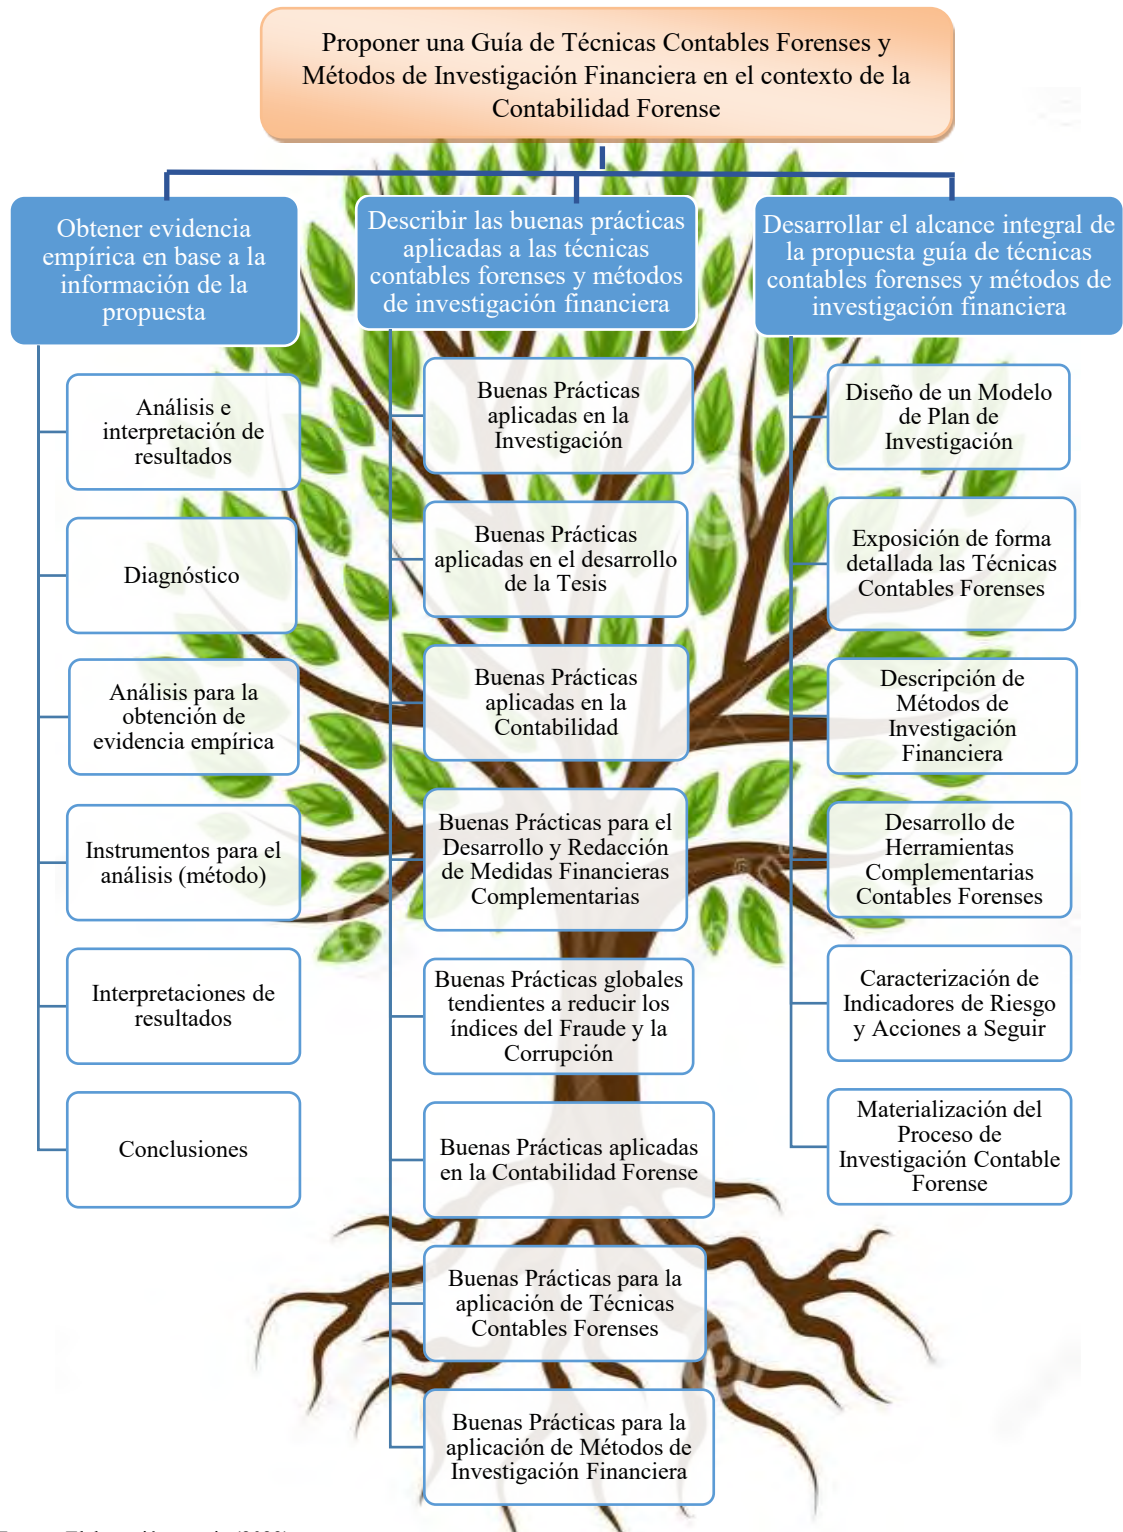 Proponer una Guía de Técnicas Contables Forenses y
Métodos de Investigación Financiera en el contexto de la
Contabilidad Forense
Obtener evidencia
empírica en base a la
información de la
propuesta
Análisis e
interpretación de
resultados
Diagnóstico
Análisis para la
obtención de
evidencia empírica
Instrumentos para el
análisis (método)
Interpretaciones de
resultados
Conclusiones
Describir las buenas prácticas
aplicadas a las técnicas
contables forenses y métodos
de investigación financiera
Buenas Prácticas
aplicadas en la
Investigación
Buenas Prácticas
aplicadas en el desarrollo
de la Tesis
Buenas Prácticas
aplicadas en la
Contabilidad
Buenas Prácticas para el
Desarrollo y Redacción
de Medidas Financieras
Complementarias
Buenas Prácticas globales
tendientes a reducir los
índices del Fraude y la
Corrupción
Buenas Prácticas aplicadas
en la Contabilidad Forense
Buenas Prácticas para la
aplicación de Técnicas
Contables Forenses
Buenas Prácticas para la
aplicación de Métodos de
Investigación Financiera
Desarrollar el alcance integral de
la propuesta guía de técnicas
contables forenses y métodos de
investigación financiera
Diseño de un Modelo
de Plan de
Investigación
Exposición de forma
detallada las Técnicas
Contables Forenses
Descripción de
Métodos de
Investigación
Financiera
Desarrollo de
Herramientas
Complementarias
Contables Forenses
Caracterización de
Indicadores de Riesgo
y Acciones a Seguir
Materialización del
Proceso de
Investigación Contable
Forense